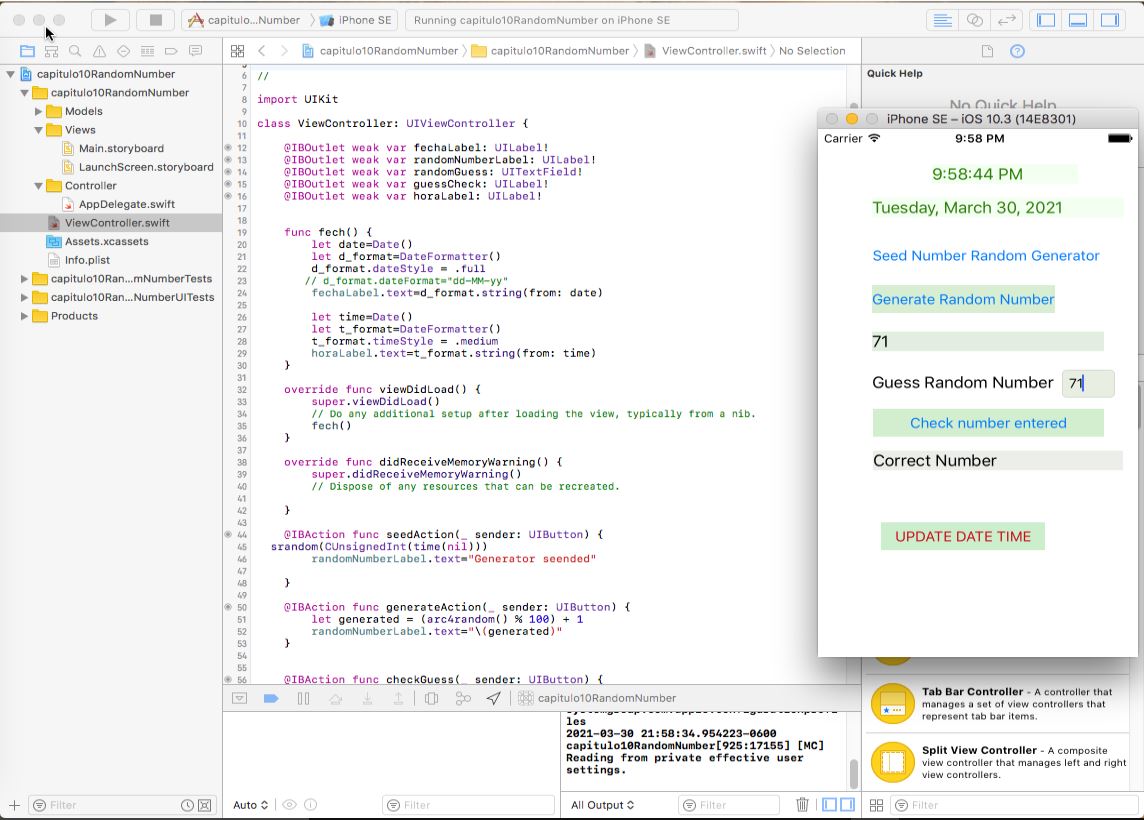 capitulo...Number 〉 iPhone SE
Running capitulo10RandomNumber on iPhone SE
capitulo10RandomNumber 〉 capitulo10RandomNumber 〉 ViewController.swift 〉 No Selection
capitulo10RandomNumber
capitulo10RandomNumber
Models
Views
Main.storyboard
LaunchScreen.storyboard
Controller
AppDelegate.swift
ViewController.swift
Assets.xcassets
Info.plist
capitulo10Ran...mNumberTests
capitulo10Ran...NumberUITests
Products
Filter
6 //
7
8 import UIKit
9
10 class ViewController: UIViewController {
11
12 @IBOutlet weak var fechaLabel: UILabel!
13 @IBOutlet weak var randomNumberLabel: UILabel!
14 @IBOutlet weak var randomGuess: UITextField!
15 @IBOutlet weak var guessCheck: UILabel!
16 @IBOutlet weak var horaLabel: UILabel!
17
18
19 func fech() {
20 let date=Date()
21 let d_format=DateFormatter()
22 d_format.dateStyle = .full
23 // d_format.dateFormat="dd-MM-yy"
24 fechaLabel.text=d_format.string(from: date)
25
26 let time=Date()
27 let t_format=DateFormatter()
28 t_format.timeStyle = .medium
29 horaLabel.text=t_format.string(from: time)
30 }
31
32 override func viewDidLoad() {
33 super.viewDidLoad()
34 // Do any additional setup after loading the view, typically from a nib.
35 fech()
36 }
37
38 override func didReceiveMemoryWarning() {
39 super.didReceiveMemoryWarning()
40 // Dispose of any resources that can be recreated.
41
42 }
43
44 @IBAction func seedAction(_ sender: UIButton) {
45 srandom(CUnsignedInt(time(nil)))
46 randomNumberLabel.text="Generator seended"
47
48 }
49
50 @IBAction func generateAction(_ sender: UIButton) {
51 let generated = (arc4random() % 100) + 1
52 randomNumberLabel.text="\(generated)"
53 }
54
55
56 @IBAction func checkGuess(_ sender: UIButton) {
capitulo10RandomNumber
les
2021-03-30 21:58:34.954223-0600
capitulo10RandomNumber[925:17155] [MC]
Reading from private effective user
settings.
Auto
Filter
All Output
Filter
Quick Help
No Quick Help
iPhone SE – iOS 10.3 (14E8301)
Carrier 9:58 PM
9:58:44 PM
Tuesday, March 30, 2021
Seed Number Random Generator
Generate Random Number
71
Guess Random Number 71
Check number entered
Correct Number
UPDATE DATE TIME
Tab Bar Controller - A controller that
manages a set of view controllers that
represent tab bar items.
Split View Controller - A composite
view controller that manages left and right
view controllers.
Filter